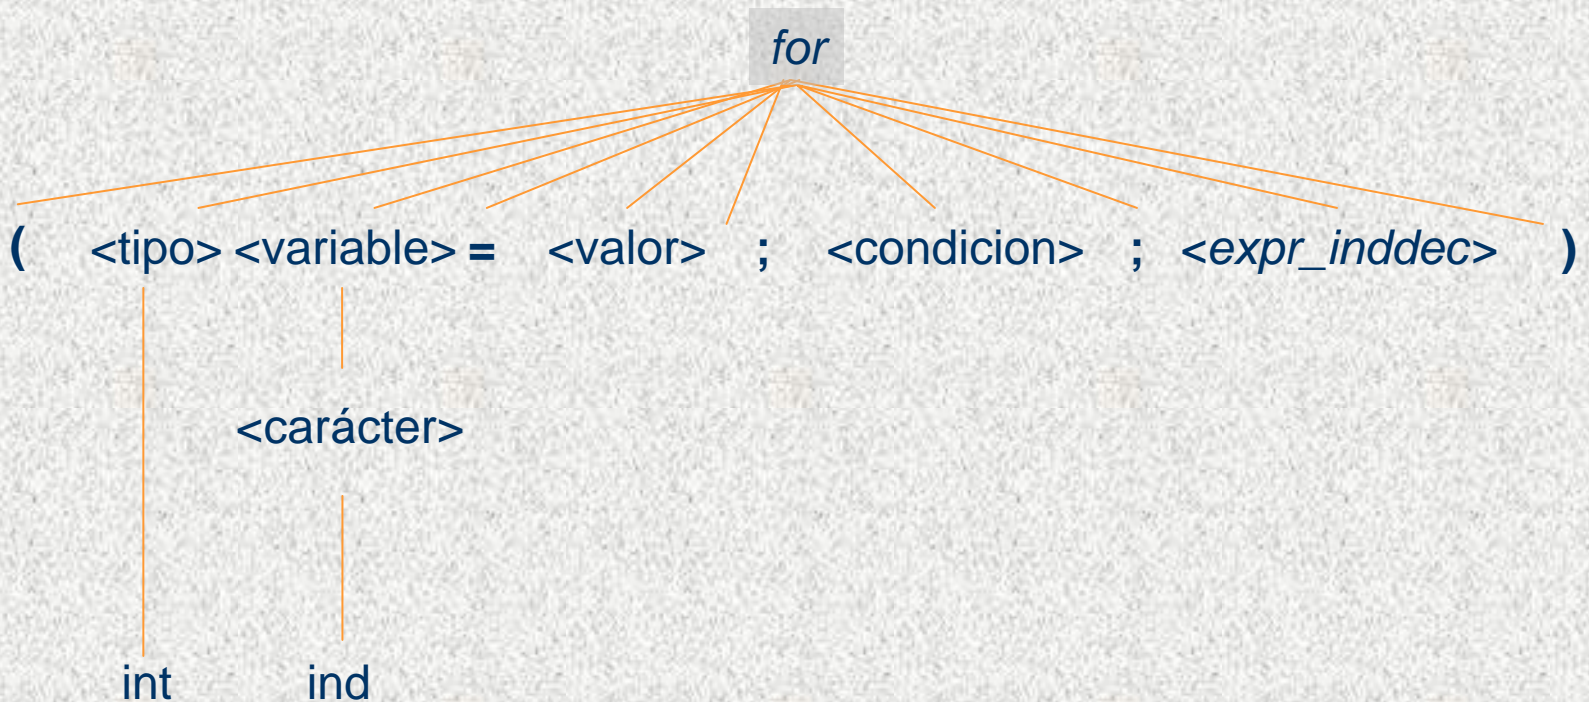 for
( <tipo> <variable> = <valor> ; <condicion> ; <expr_inddec> )
<carácter>
int ind